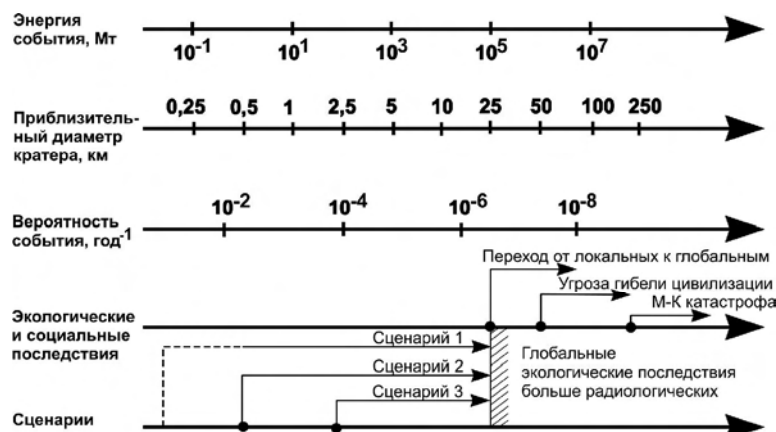 Энергия
события, Мт
10⁻¹ 10¹ 10³ 10⁵ 10⁷
Приблизитель-
ный диаметр
кратера, км
0,25 0,5 1 2,5 5 10 25 50 100 250
Вероятность
события, год⁻¹
10⁻² 10⁻⁴ 10⁻⁶ 10⁻⁸
Экологические
и социальные
последствия
Переход от локальных к глобальным
Угроза гибели цивилизации
М-К катастрофа
Сценарий 1
Сценарий 2
Сценарий 3
Глобальные
экологические последствия
больше радиологических
Сценарии